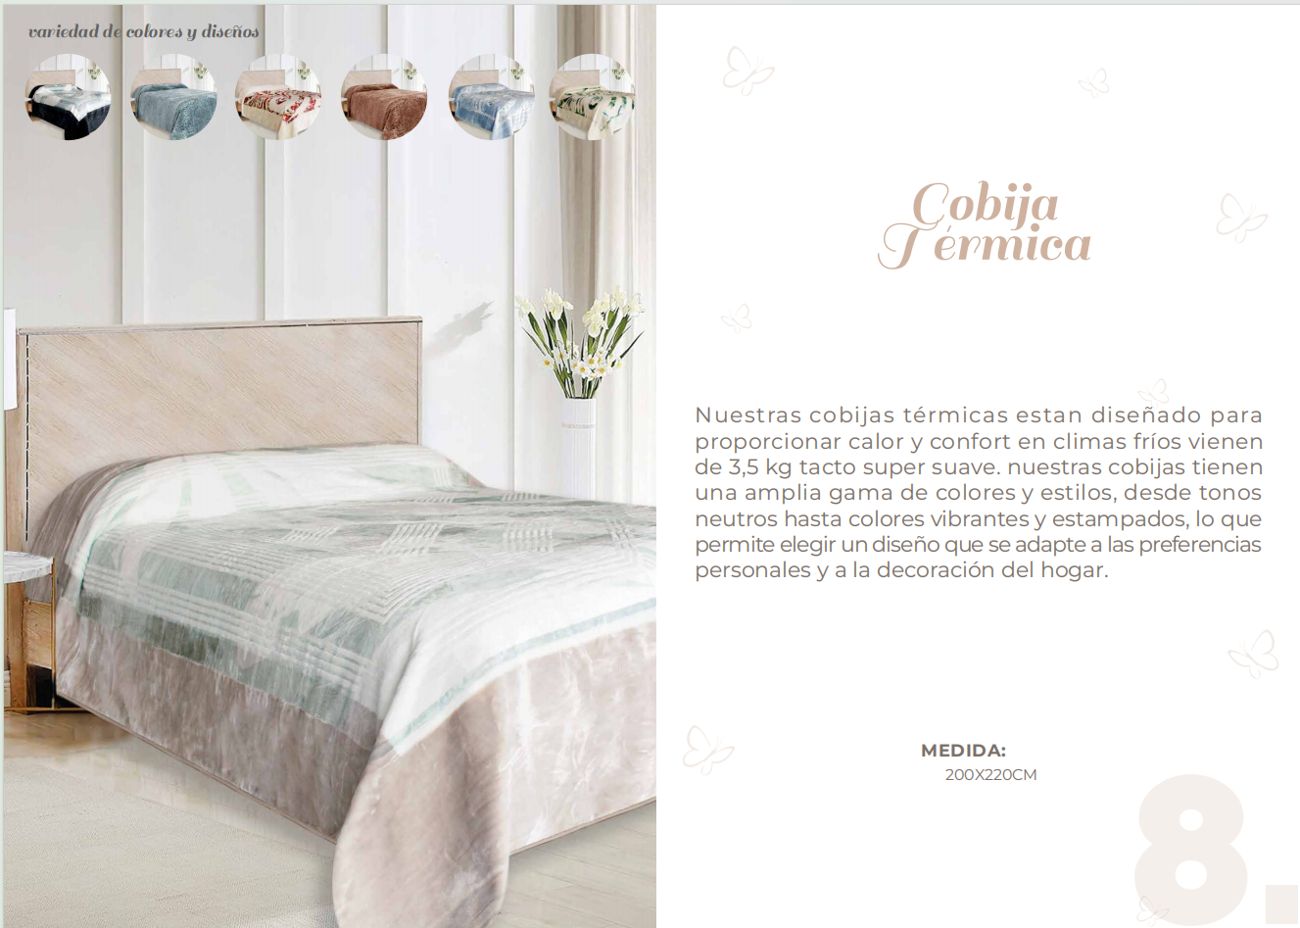 variedad de colores y diseños
Cobija
Térmica
Nuestras cobijas térmicas estan diseñado para
proporcionar calor y confort en climas fríos vienen
de 3,5 kg tacto super suave. nuestras cobijas tienen
una amplia gama de colores y estilos, desde tonos
neutros hasta colores vibrantes y estampados, lo que
permite elegir un diseño que se adapte a las preferencias
personales y a la decoración del hogar.
MEDIDA:
200X220CM
8.